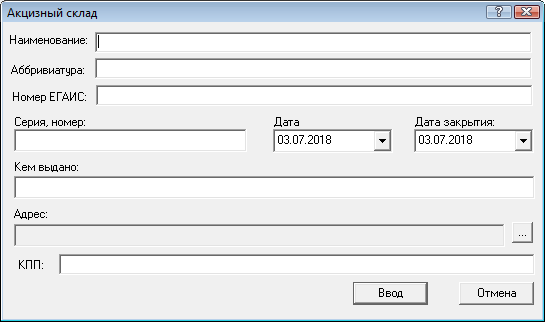 Акцизный склад
Наименование:
Аббривиатура:
Номер ЕГАИС:
Серия, номер: Дата Дата закрытия:
03.07.2018 03.07.2018
Кем выдано:
Адрес:
...
КПП:
Ввод Отмена